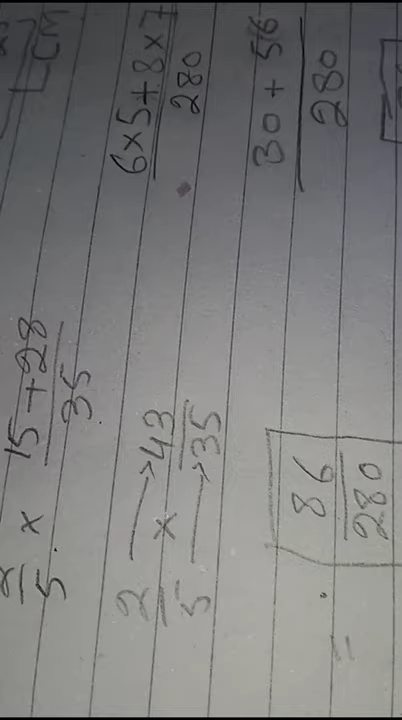 2 × 15+28 LCM
5 35
2 → 43 6×5+8×7
×
5 → 35 280
30 + 56
= 86
280 280